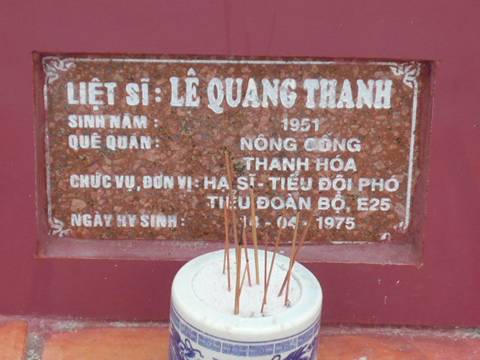 LIỆT SĨ : LÊ QUANG THANH
SINH NĂM : 1951
QUÊ QUÁN : NÔNG CỐNG
THANH HÓA
CHỨC VỤ, ĐƠN VỊ: HẠ SĨ - TIỂU ĐỘI PHÓ
TIỂU ĐOÀN BỘ, E25
NGÀY HY SINH : 04 - 1975